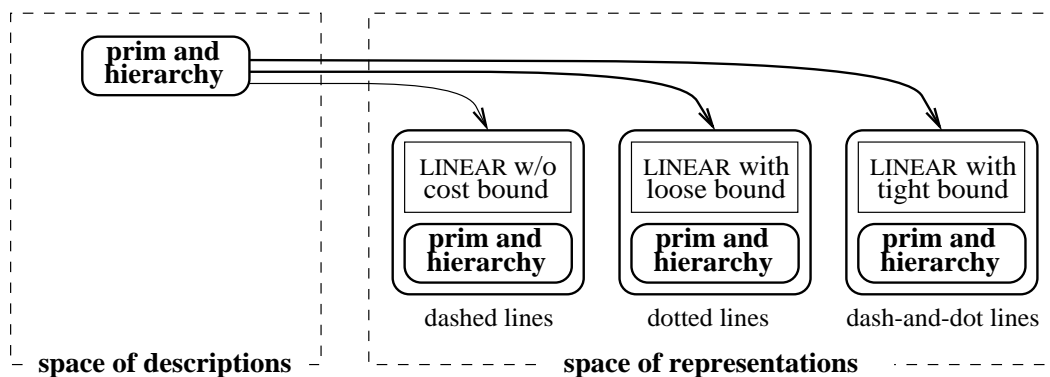 prim and
hierarchy
LINEAR w/o
cost bound
prim and
hierarchy
dashed lines
LINEAR with
loose bound
prim and
hierarchy
dotted lines
LINEAR with
tight bound
prim and
hierarchy
dash-and-dot lines
space of descriptions
space of representations